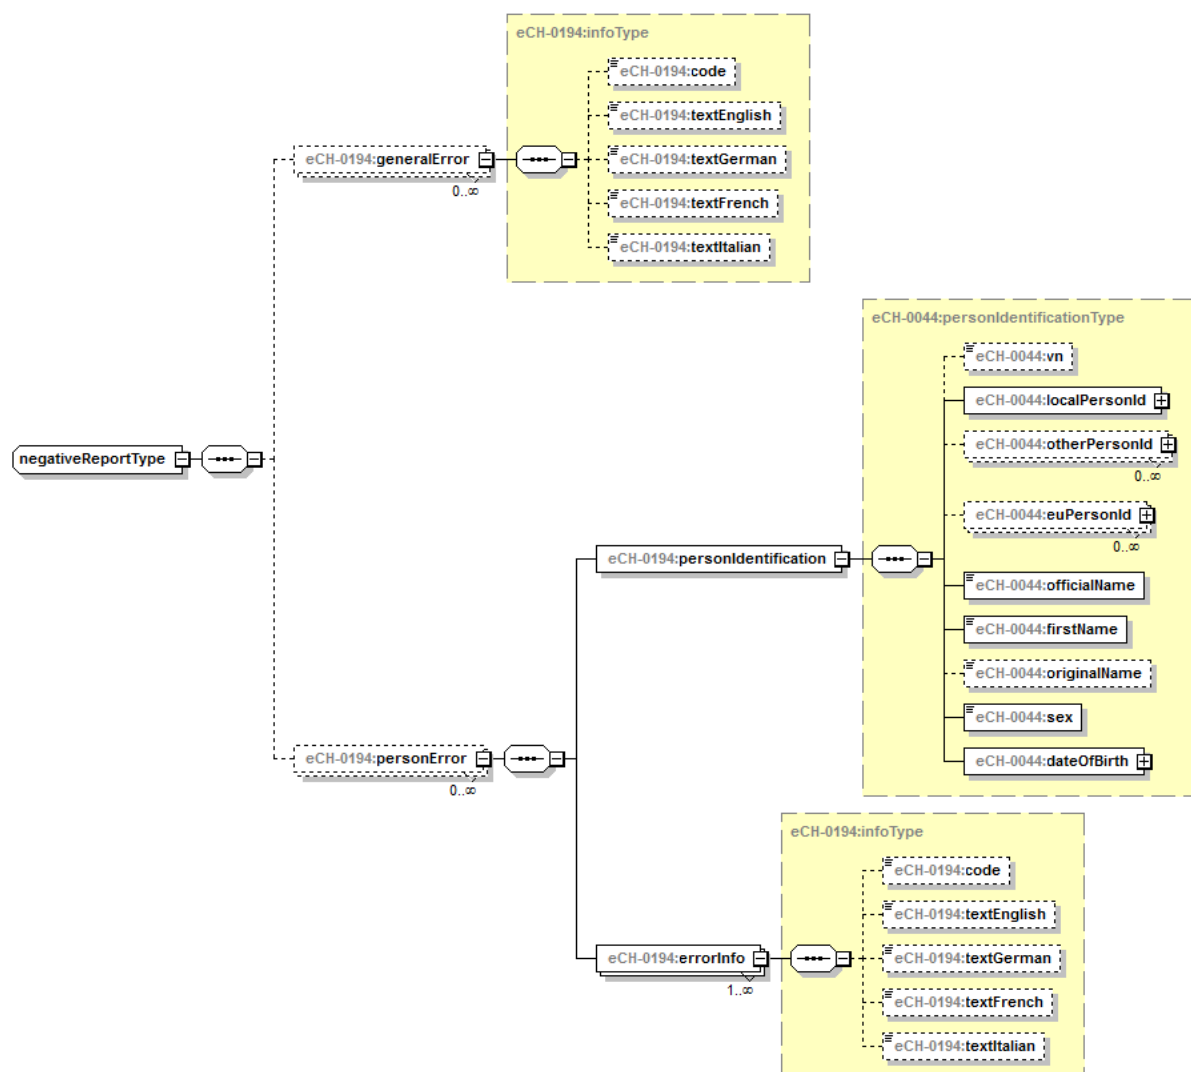 eCH-0194:infoType
eCH-0194:code
eCH-0194:textEnglish
eCH-0194:generalError
eCH-0194:textGerman
0..∞
eCH-0194:textFrench
eCH-0194:textItalian
eCH-0044:personIdentificationType
eCH-0044:vn
eCH-0044:localPersonId
eCH-0044:otherPersonId
0..∞
negativeReportType
eCH-0044:euPersonId
0..∞
eCH-0194:personIdentification
eCH-0044:officialName
eCH-0044:firstName
eCH-0044:originalName
eCH-0044:sex
eCH-0194:personError
0..∞
eCH-0044:dateOfBirth
eCH-0194:infoType
eCH-0194:code
eCH-0194:textEnglish
eCH-0194:errorInfo
1..∞
eCH-0194:textGerman
eCH-0194:textFrench
eCH-0194:textItalian